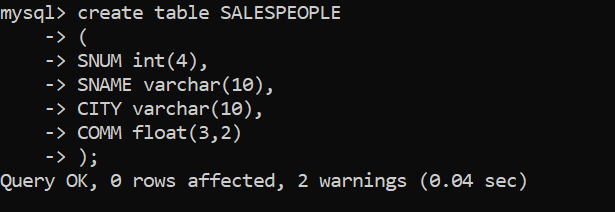 mysql> create table SALESPEOPLE
    -> (
    -> SNUM int(4),
    -> SNAME varchar(10),
    -> CITY varchar(10),
    -> COMM float(3,2)
    -> );
Query OK, 0 rows affected, 2 warnings (0.04 sec)